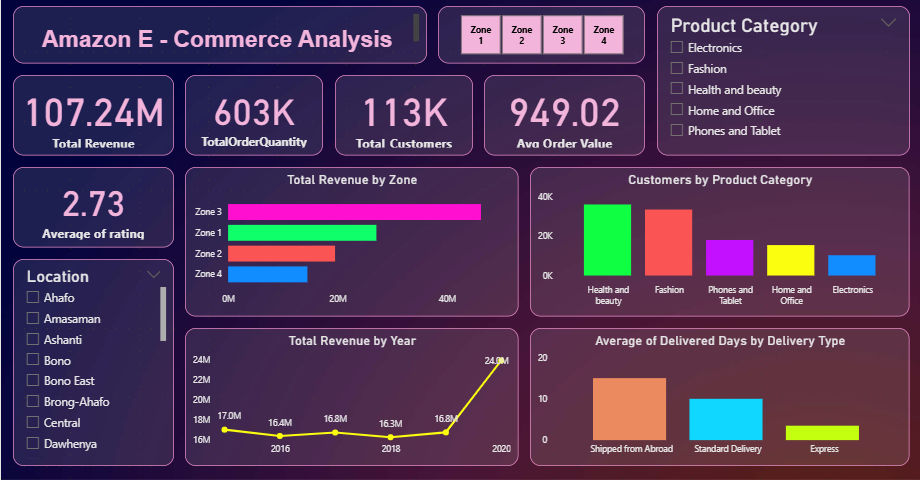 Amazon E - Commerce Analysis
Zone 1
Zone 2
Zone 3
Zone 4
Product Category
Electronics
Fashion
Health and beauty
Home and Office
Phones and Tablet
107.24M
Total Revenue
603K
TotalOrderQuantity
113K
Total Customers
949.02
Avg Order Value
2.73
Average of rating
Location
Ahafo
Amasaman
Ashanti
Bono
Bono East
Brong-Ahafo
Central
Dawhenya
Total Revenue by Zone
Zone 3
Zone 1
Zone 2
Zone 4
0M 20M 40M
Customers by Product Category
40K
20K
0K
Health and beauty
Fashion
Phones and Tablet
Home and Office
Electronics
Total Revenue by Year
24M
22M
20M
18M
16M
17.0M
16.4M
16.8M
16.3M
16.8M
24.0M
2016 2018 2020
Average of Delivered Days by Delivery Type
20
10
0
Shipped from Abroad
Standard Delivery
Express